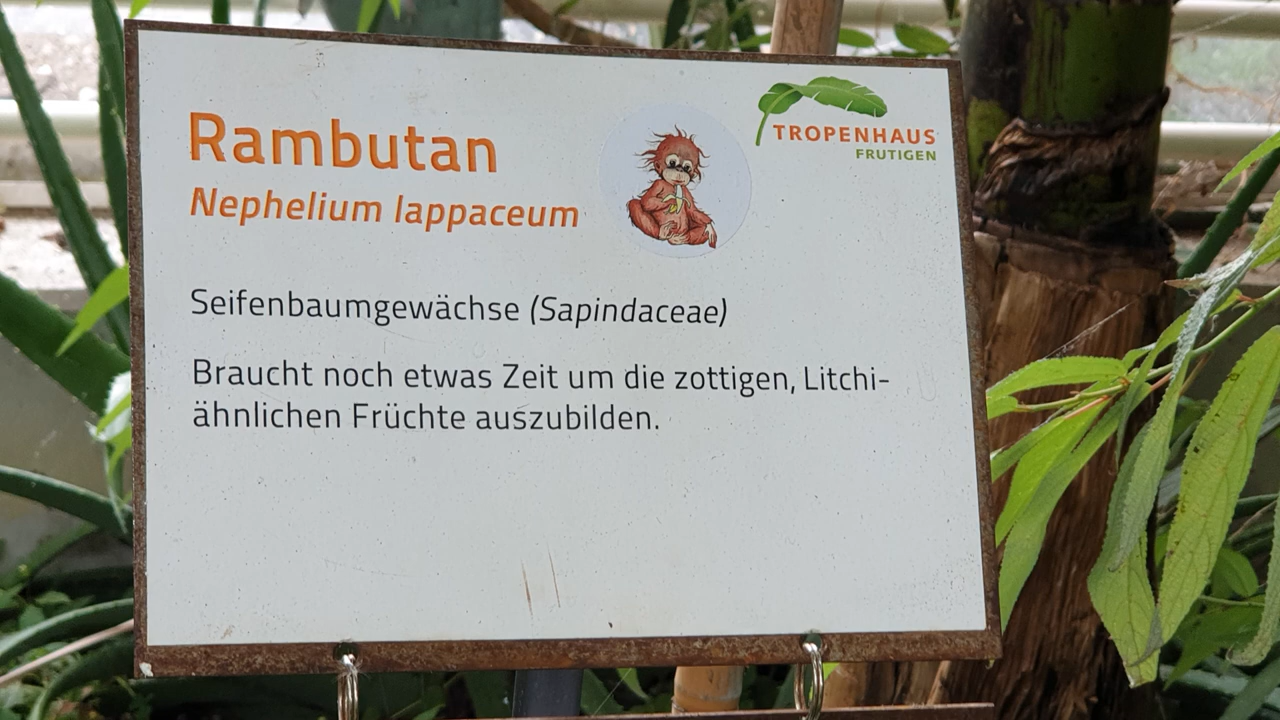 Rambutan
Nephelium lappaceum
TROPENHAUS
FRUTIGEN
Seifenbaumgewächse (Sapindaceae)
Braucht noch etwas Zeit um die zottigen, Litchi-
ähnlichen Früchte auszubilden.